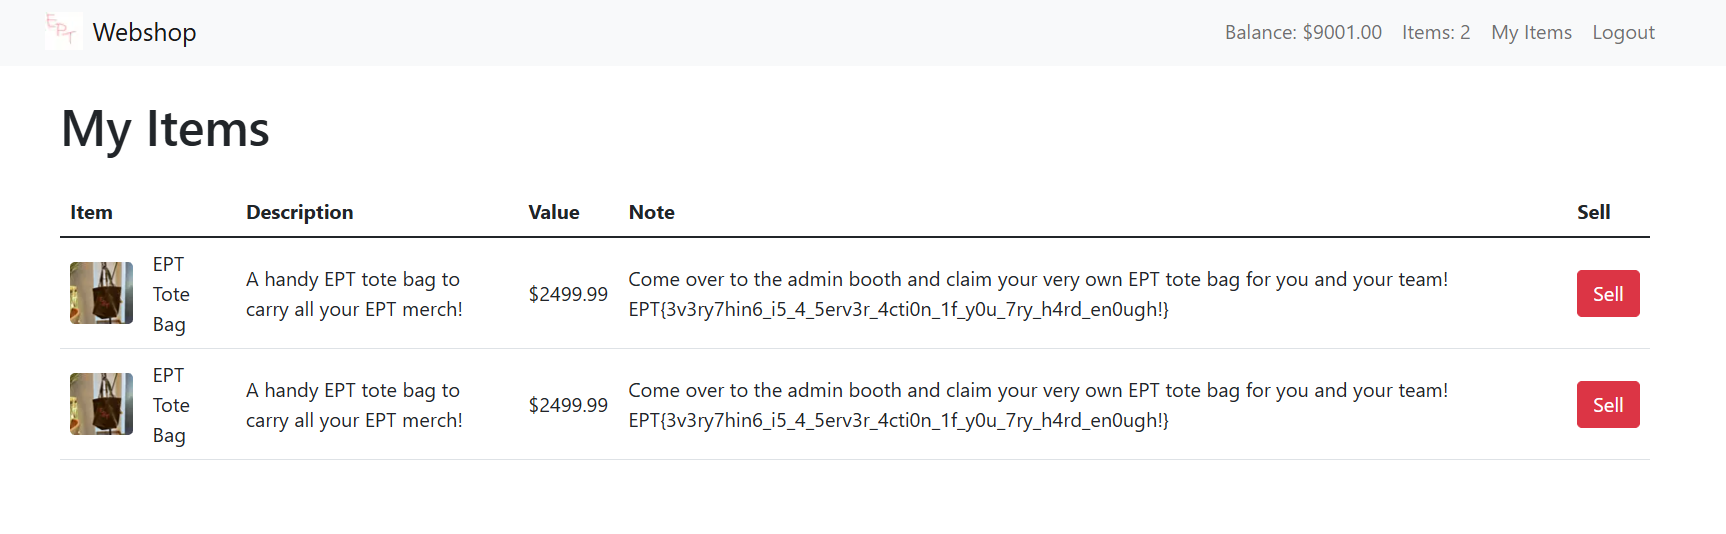 EPT
Webshop
Balance: $9001.00 Items: 2 My Items Logout
My Items
Item Description Value Note Sell
EPT
Tote
Bag
A handy EPT tote bag to
carry all your EPT merch!
$2499.99
Come over to the admin booth and claim your very own EPT tote bag for you and your team!
EPT{3v3ry7hin6_i5_4_5erv3r_4cti0n_1f_y0u_7ry_h4rd_en0ugh!}
Sell
EPT
Tote
Bag
A handy EPT tote bag to
carry all your EPT merch!
$2499.99
Come over to the admin booth and claim your very own EPT tote bag for you and your team!
EPT{3v3ry7hin6_i5_4_5erv3r_4cti0n_1f_y0u_7ry_h4rd_en0ugh!}
Sell